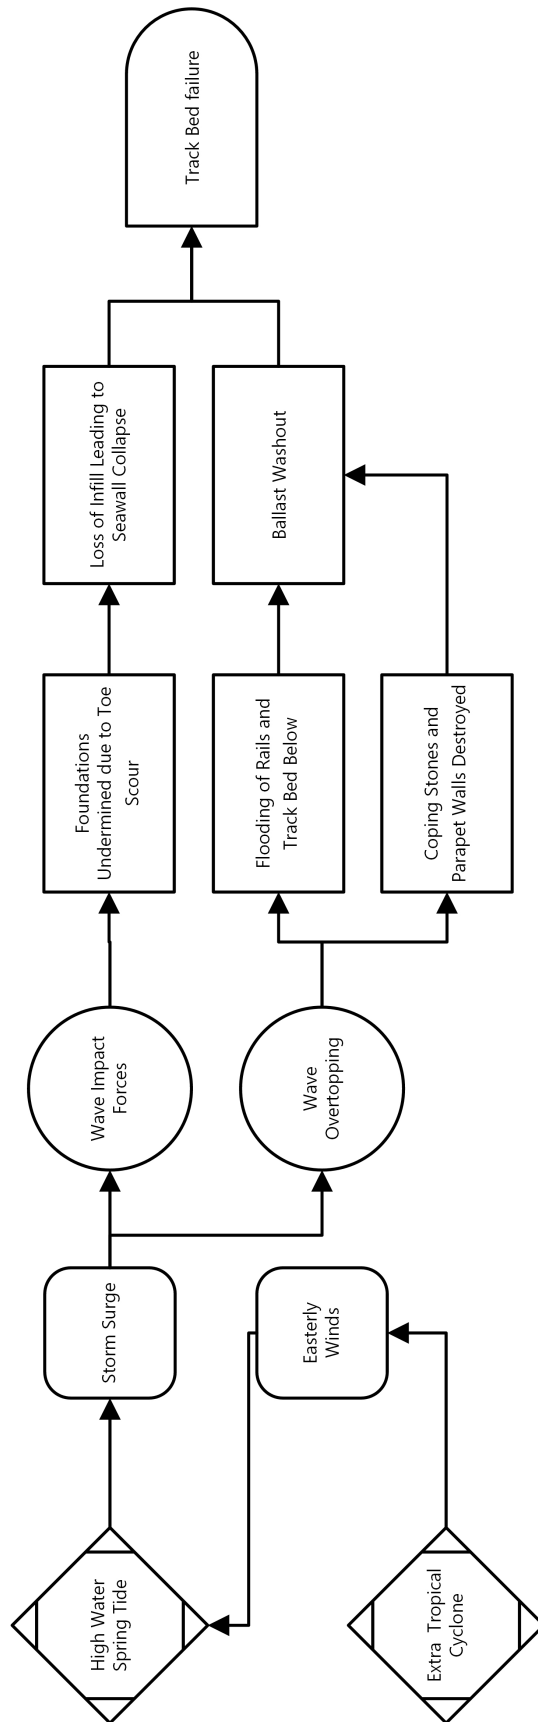 High Water
Spring Tide
Extra Tropical
Cyclone
Storm Surge
Easterly
Winds
Wave Impact
Forces
Wave
Overtopping
Foundations
Undermined due to Toe
Scour
Flooding of Rails and
Track Bed Below
Coping Stones and
Parapet Walls Destroyed
Loss of Infill Leading to
Seawall Collapse
Ballast Washout
Track Bed failure